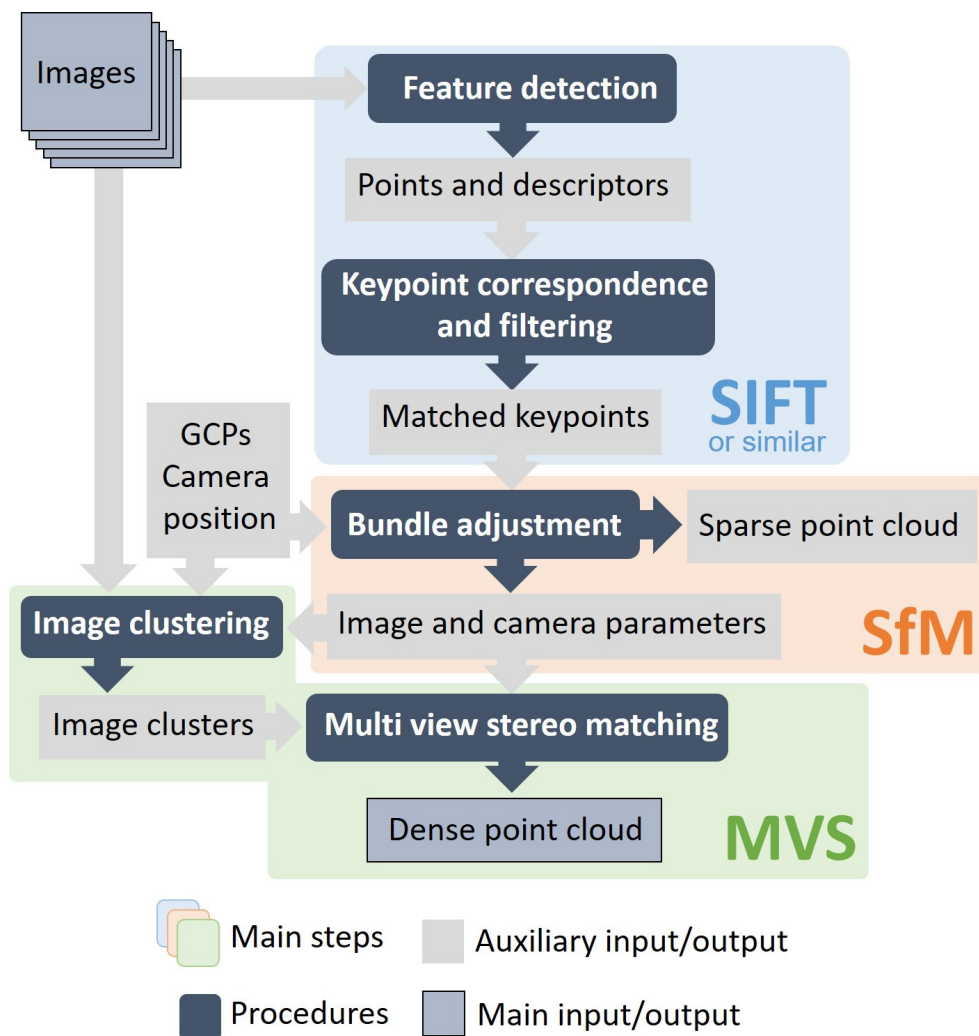 Images
Feature detection
Points and descriptors
Keypoint correspondence
and filtering
SIFT
or similar
Matched keypoints
GCPs
Camera
position
Bundle adjustment
Sparse point cloud
Image clustering
Image and camera parameters
SfM
Image clusters
Multi view stereo matching
Dense point cloud
MVS
Main steps
Auxiliary input/output
Procedures
Main input/output